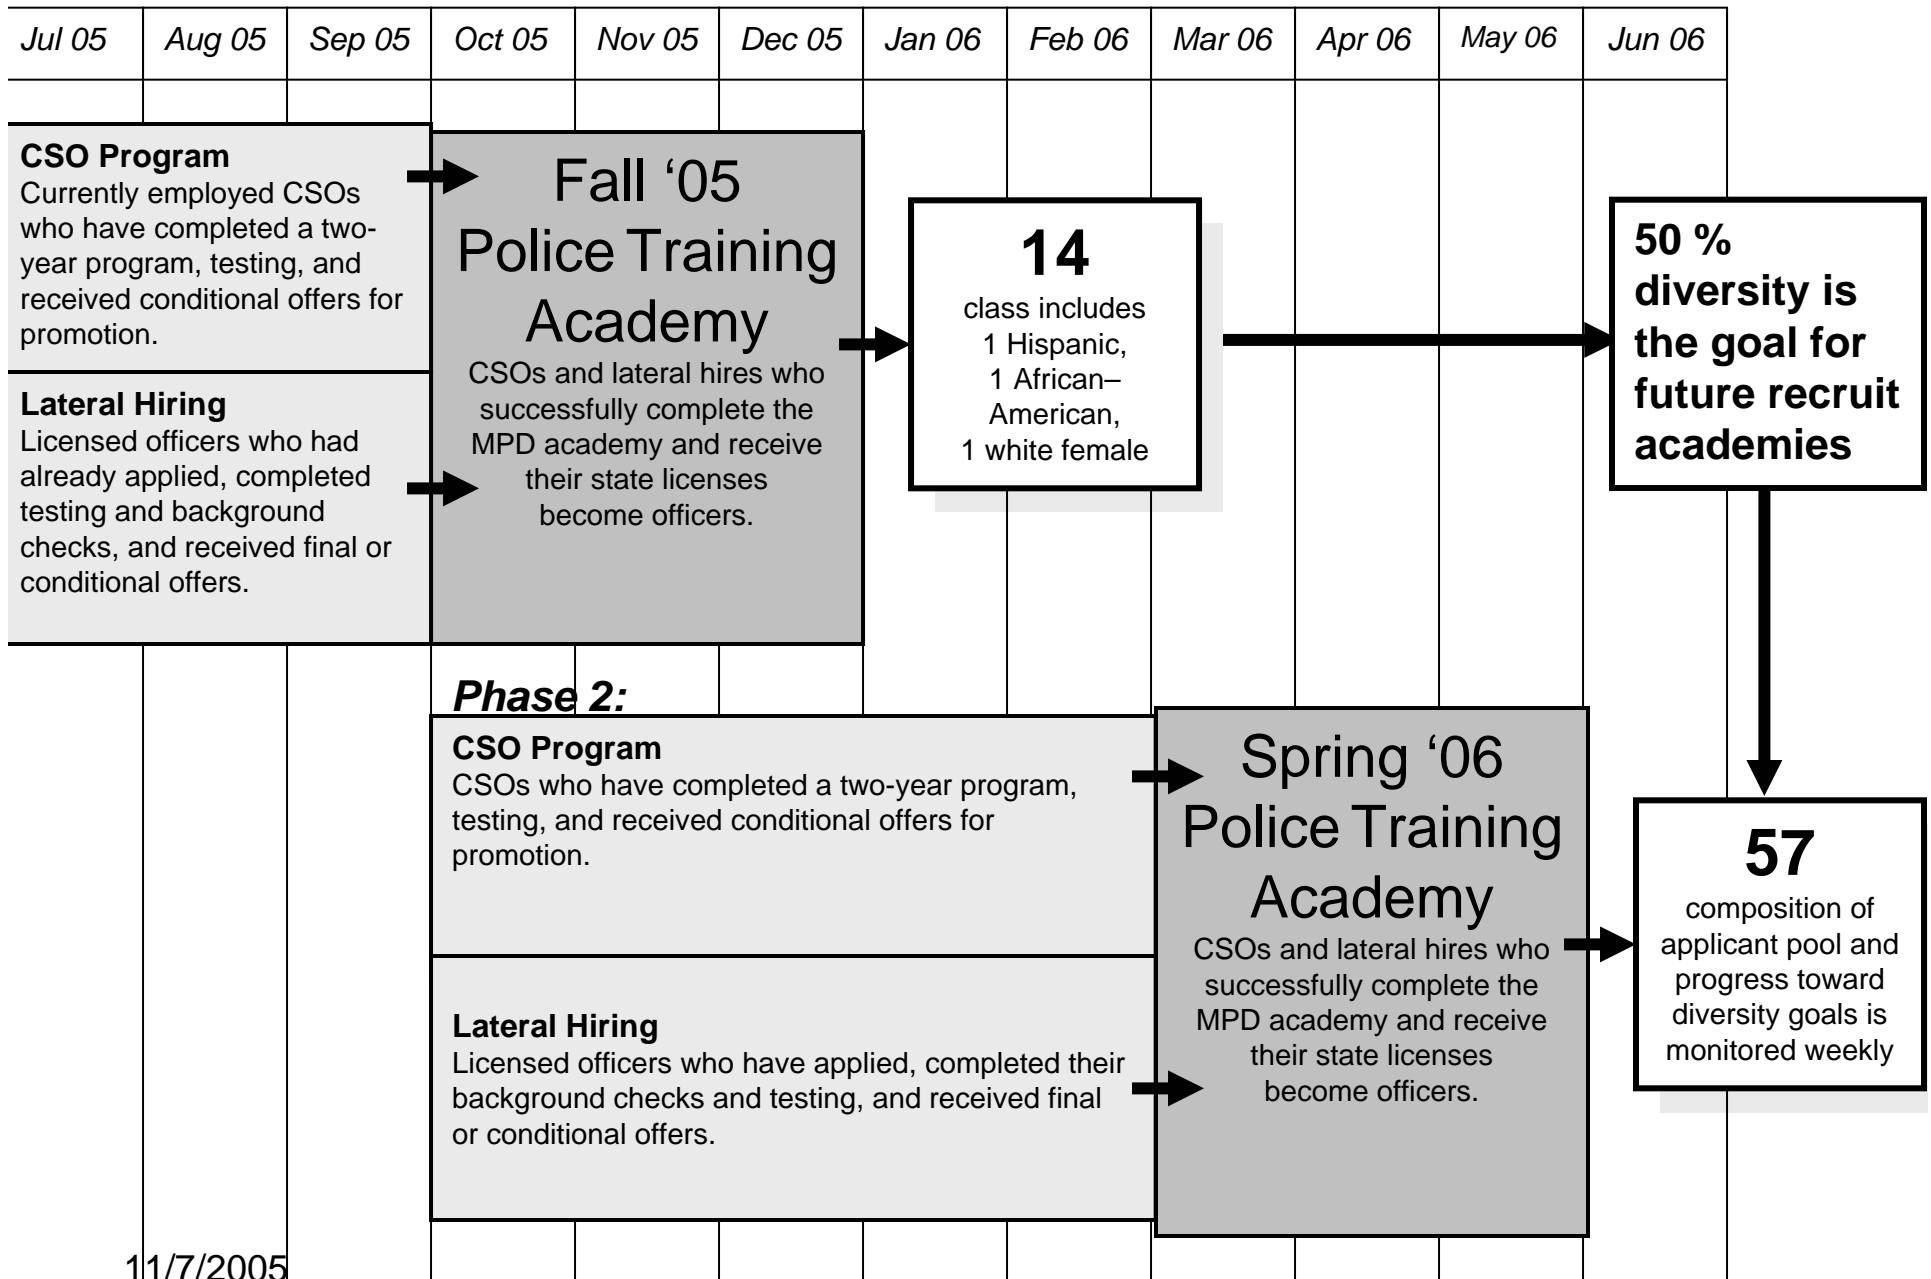 Jul 05 Aug 05 Sep 05 Oct 05 Nov 05 Dec 05 Jan 06 Feb 06 Mar 06 Apr 06 May 06 Jun 06
CSO Program
Currently employed CSOs
who have completed a two-
year program, testing, and
received conditional offers for
promotion.
Lateral Hiring
Licensed officers who had
already applied, completed
testing and background
checks, and received final or
conditional offers.
Fall ‘05
Police Training
Academy
CSOs and lateral hires who
successfully complete the
MPD academy and receive
their state licenses
become officers.
14
class includes
1 Hispanic,
1 African–
American,
1 white female
50 %
diversity is
the goal for
future recruit
academies
Phase 2:
CSO Program
CSOs who have completed a two-year program,
testing, and received conditional offers for
promotion.
Lateral Hiring
Licensed officers who have applied, completed their
background checks and testing, and received final
or conditional offers.
Spring ‘06
Police Training
Academy
CSOs and lateral hires who
successfully complete the
MPD academy and receive
their state licenses
become officers.
57
composition of
applicant pool and
progress toward
diversity goals is
monitored weekly
11/7/2005